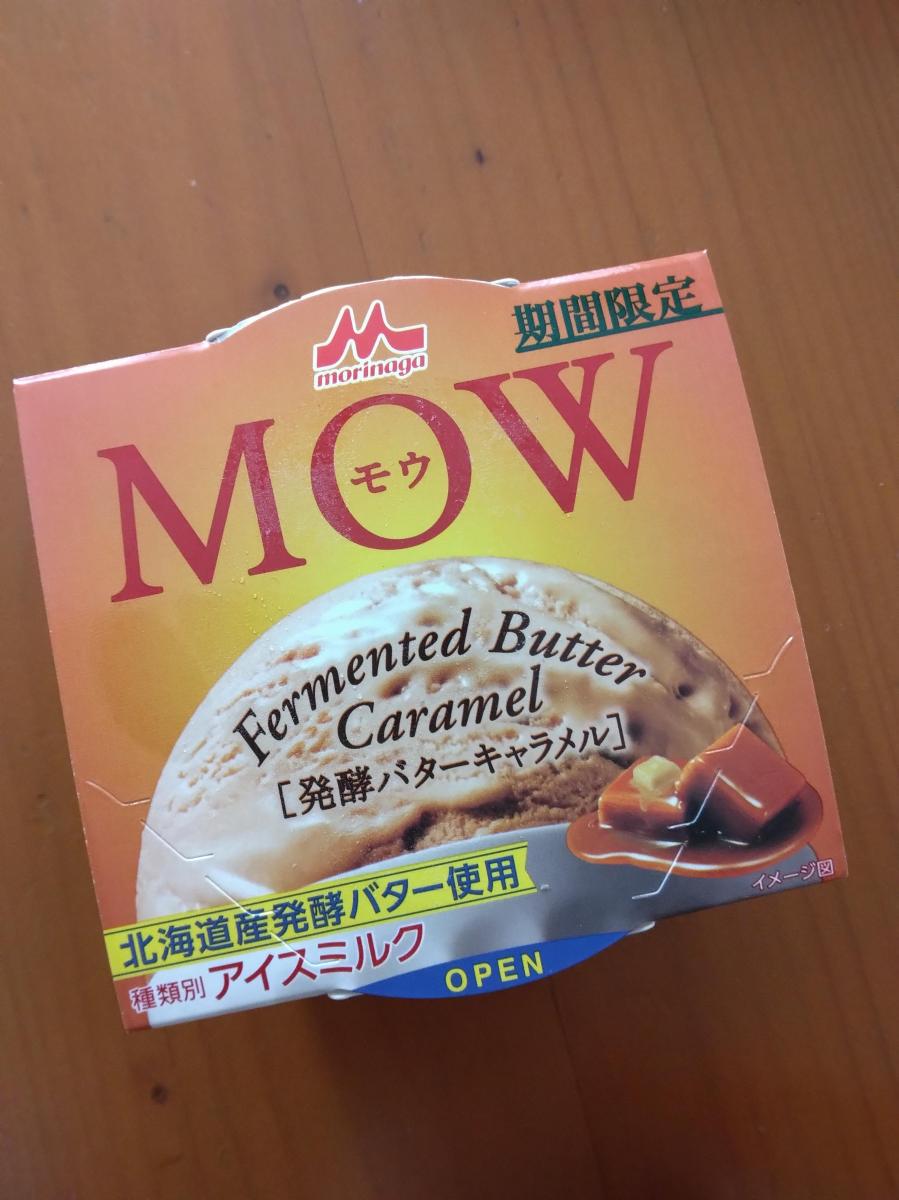 morinaga
期間限定
MOW
モウ
Fermented Butter
Caramel
[発酵バターキャラメル]
イメージ図
北海道産発酵バター使用
種類別 アイスミルク
OPEN